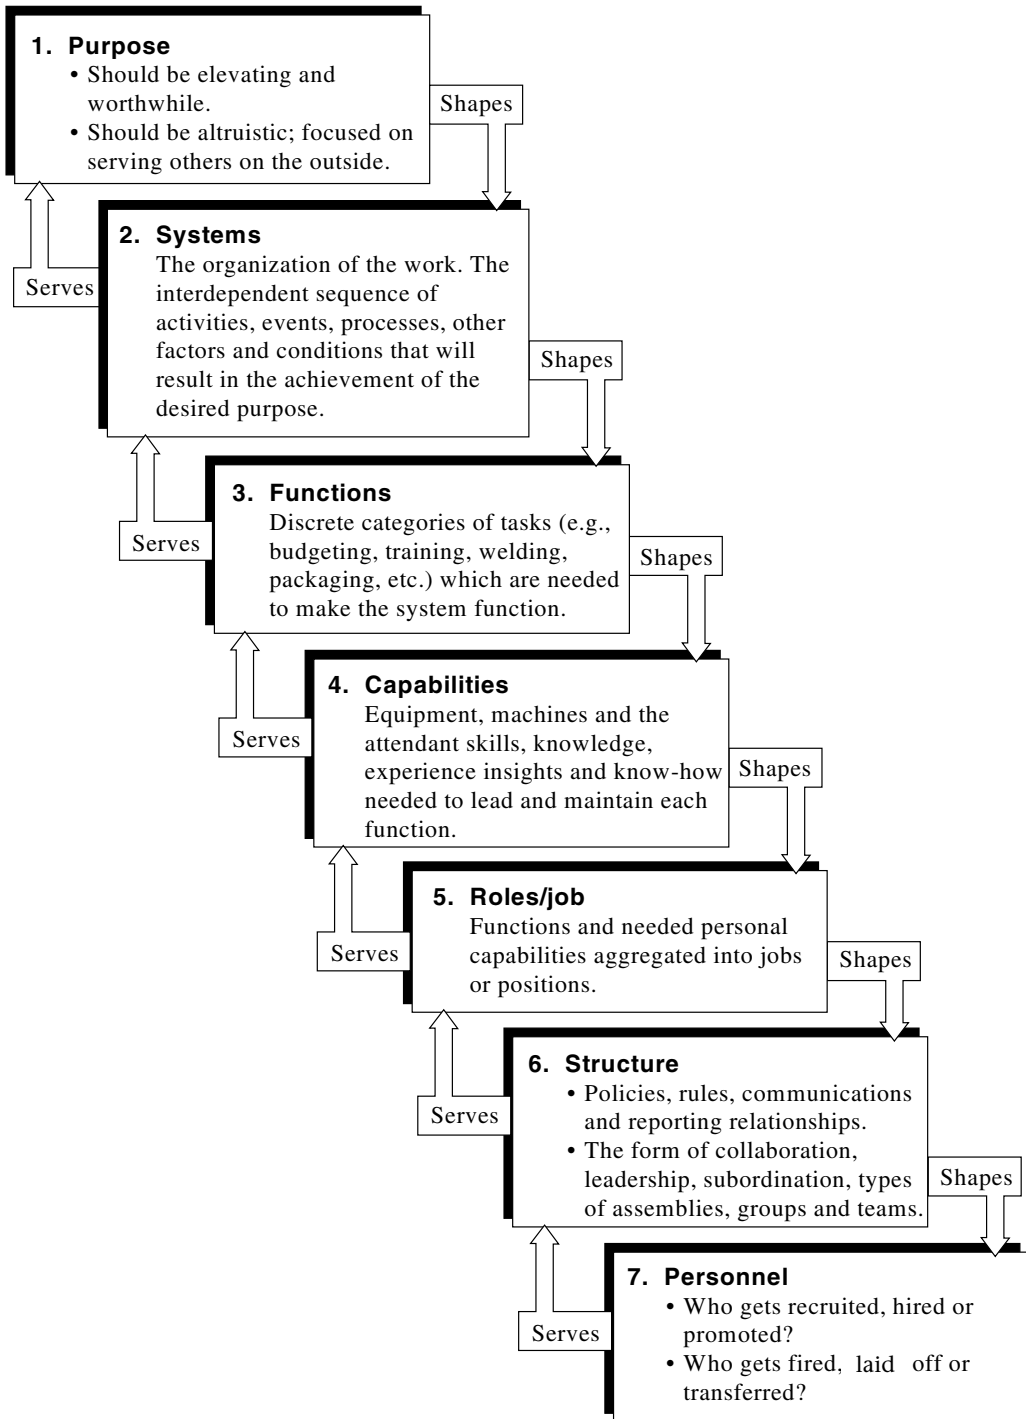 1. Purpose
• Should be elevating and
worthwhile.
• Should be altruistic; focused on
serving others on the outside.
Shapes
Serves
2. Systems
The organization of the work. The
interdependent sequence of
activities, events, processes, other
factors and conditions that will
result in the achievement of the
desired purpose.
Shapes
Serves
3. Functions
Discrete categories of tasks (e.g.,
budgeting, training, welding,
packaging, etc.) which are needed
to make the system function.
Shapes
Serves
4. Capabilities
Equipment, machines and the
attendant skills, knowledge,
experience insights and know-how
needed to lead and maintain each
function.
Shapes
Serves
5. Roles/job
Functions and needed personal
capabilities aggregated into jobs
or positions.
Shapes
Serves
6. Structure
• Policies, rules, communications
and reporting relationships.
• The form of collaboration,
leadership, subordination, types
of assemblies, groups and teams.
Shapes
Serves
7. Personnel
• Who gets recruited, hired or
promoted?
• Who gets fired, laid off or
transferred?